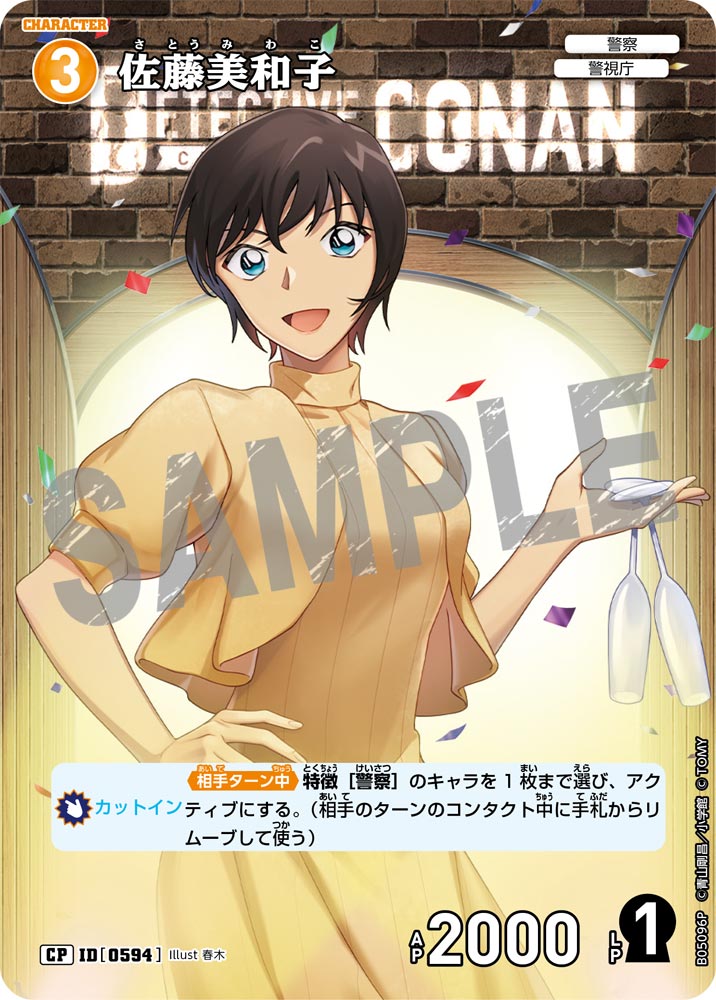 CHARACTER
3
さとうみわこ
佐藤美和子
警察
警視庁
DETECTIVE CONAN
SAMPLE
あいて ちゅう とくちょう けいさつ まい えら
相手ターン中 特徴［警察］のキャラを1枚まで選び、アク
カットイン ティブにする。（相手のターンのコンタクト中に手札からリ
あいて ちゅう て ふだ
ムーブして使う）
つか
CP ID[0594] Illust 春木
AP 2000
LP 1
B05096P ©青山剛昌／小学館 ©TOMY